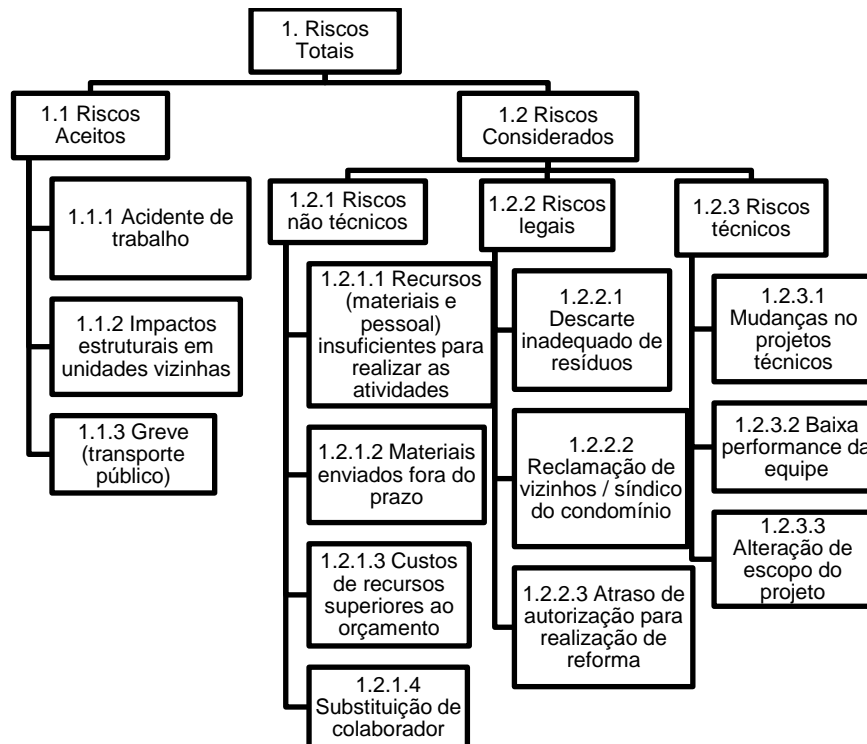 1. Riscos
Totais
1.1 Riscos
Aceitos
1.1.1 Acidente de
trabalho
1.1.2 Impactos
estruturais em
unidades vizinhas
1.1.3 Greve
(transporte
público)
1.2 Riscos
Considerados
1.2.1 Riscos
não técnicos
1.2.1.1 Recursos
(materiais e
pessoal)
insuficientes para
realizar as
atividades
1.2.1.2 Materiais
enviados fora do
prazo
1.2.1.3 Custos
de recursos
superiores ao
orçamento
1.2.1.4
Substituição de
colaborador
1.2.2 Riscos
legais
1.2.2.1
Descarte
inadequado de
resíduos
1.2.2.2
Reclamação de
vizinhos / síndico
do condomínio
1.2.2.3 Atraso de
autorização para
realização de
reforma
1.2.3 Riscos
técnicos
1.2.3.1
Mudanças no
projetos
técnicos
1.2.3.2 Baixa
performance da
equipe
1.2.3.3
Alteração de
escopo do
projeto